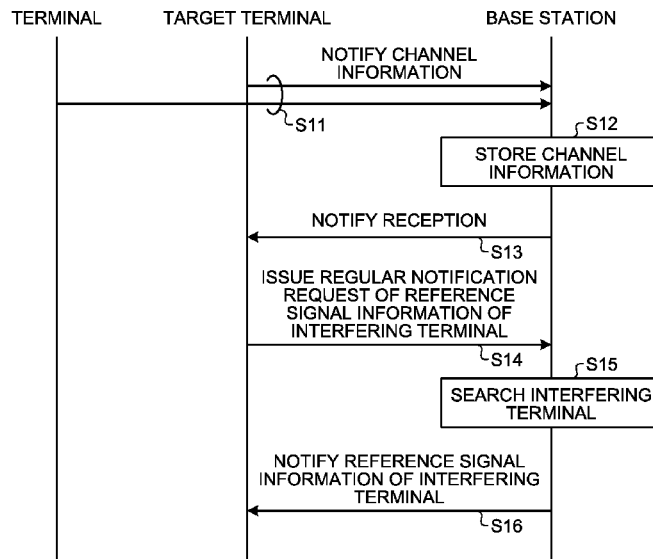 TERMINAL
TARGET TERMINAL
BASE STATION
NOTIFY CHANNEL
INFORMATION
S11
S12
STORE CHANNEL
INFORMATION
NOTIFY RECEPTION
S13
ISSUE REGULAR NOTIFICATION
REQUEST OF REFERENCE
SIGNAL INFORMATION OF
INTERFERING TERMINAL
S14
S15
SEARCH INTERFERING
TERMINAL
NOTIFY REFERENCE SIGNAL
INFORMATION OF INTERFERING
TERMINAL
S16